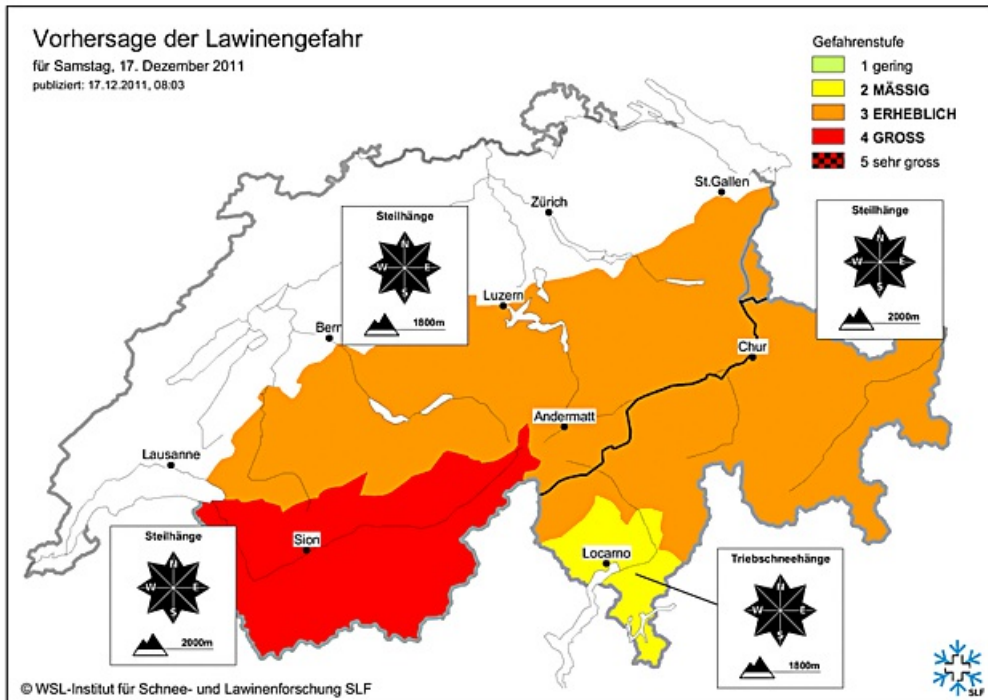 Vorhersage der Lawinengefahr
für Samstag, 17. Dezember 2011
publiziert: 17.12.2011, 08:03
Gefahrenstufe
1 gering
2 MÄSSIG
3 ERHEBLICH
4 GROSS
5 sehr gross
St.Gallen
Zürich
Steilhänge
N
W E
S
1800m
Steilhänge
N
W E
S
2000m
Luzern
Bern
Chur
Andermatt
Lausanne
Sion
Locarno
Steilhänge
N
W E
S
2000m
Triebschneehänge
N
W E
S
1800m
© WSL-Institut für Schnee- und Lawinenforschung SLF
SLF